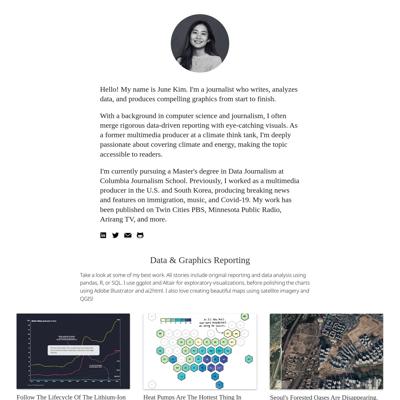 Hello! My name is June Kim. I'm a journalist who writes, analyzes
data, and produces compelling graphics from start to finish.
With a background in computer science and journalism, I often
merge rigorous data-driven reporting with eye-catching visuals. As
a former multimedia producer at a climate think tank, I'm deeply
passionate about covering climate and energy, making the topic
accessible to readers.
I'm currently pursuing a Master's degree in Data Journalism at
Columbia Journalism School. Previously, I worked as a multimedia
producer in the U.S. and South Korea, producing breaking news
and features on immigration, music, and Covid-19. My work has
been published on Twin Cities PBS, Minnesota Public Radio,
Arirang TV, and more.
Data & Graphics Reporting
Take a look at some of my best work. All stories include original reporting and data analysis using
pandas, R, or SQL. I use ggplot and Altair for exploratory visualizations, before polishing the charts
using Adobe Illustrator and ai2html. I also love creating beautiful maps using satellite imagery and
QGIS!
Follow The Lifecycle Of The Lithium-Ion
Heat Pumps Are The Hottest Thing In
Seoul's Forested Oases Are Disappearing.